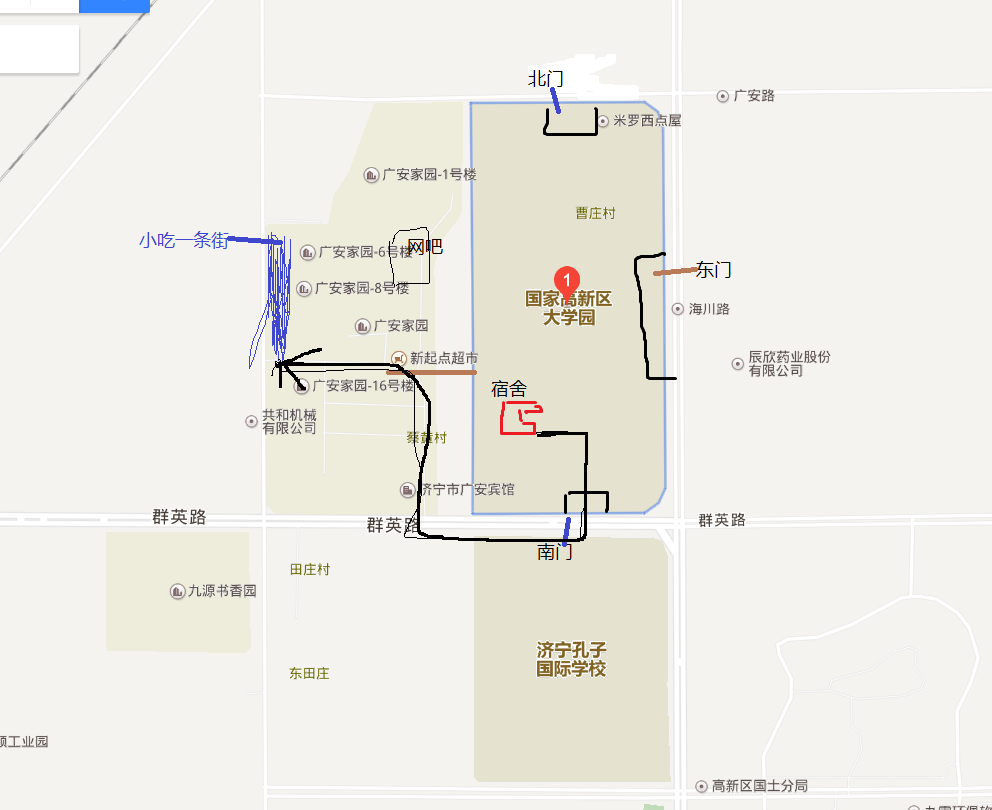 北门
广安路
米罗西点屋
广安家园-1号楼
曹庄村
小吃一条街
广安家园-6号楼
网吧
东门
1
广安家园-8号楼
国家高新区
大学园
海川路
广安家园
新起点超市
辰欣药业股份
有限公司
广安家园-16号楼
宿舍
共和机械
有限公司
蔡黄村
济宁市广安宾馆
群英路
群英路
群英路
南门
田庄村
九源书香园
济宁孔子
国际学校
东田庄
工业园
高新区国土分局